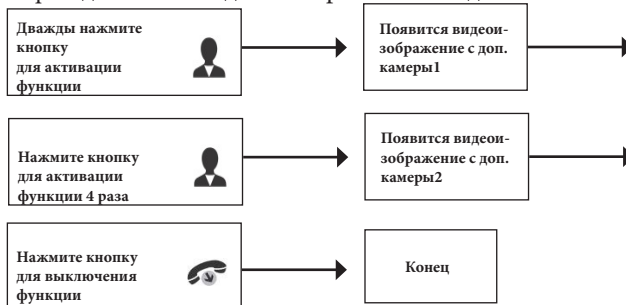 Дважды нажмите
кнопку
для активации
функции
Появится видеои-
зображение с доп.
камеры1
Нажмите кнопку
для активации
функции 4 раза
Появится видеои-
зображение с доп.
камеры2
Нажмите кнопку
для выключения
функции
Конец